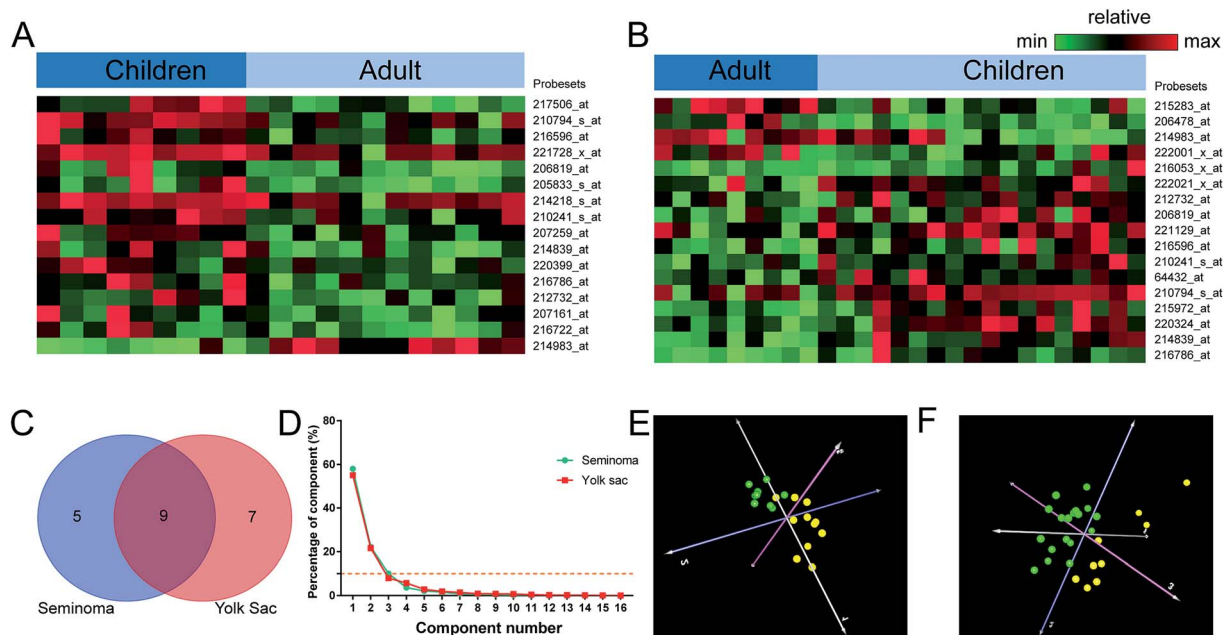 A
Children
Adult
Probesets
217506_at
210794_s_at
216596_at
221728_x_at
206819_at
205833_s_at
214218_s_at
210241_s_at
207259_at
214839_at
220399_at
216786_at
212732_at
207161_at
216722_at
214983_at
B
relative
min
max
Adult
Children
Probesets
215283_at
206478_at
214983_at
222001_x_at
216053_x_at
222021_x_at
212732_at
206819_at
221129_at
216596_at
210241_s_at
64432_at
210794_s_at
215972_at
220324_at
214839_at
216786_at
C
5
9
7
Seminoma
Yolk Sac
D
Percentage of component (%)
80
60
40
20
0
Seminoma
Yolk sac
1 2 3 4 5 6 7 8 9 10 11 12 13 14 15 16
Component number
E
F
3